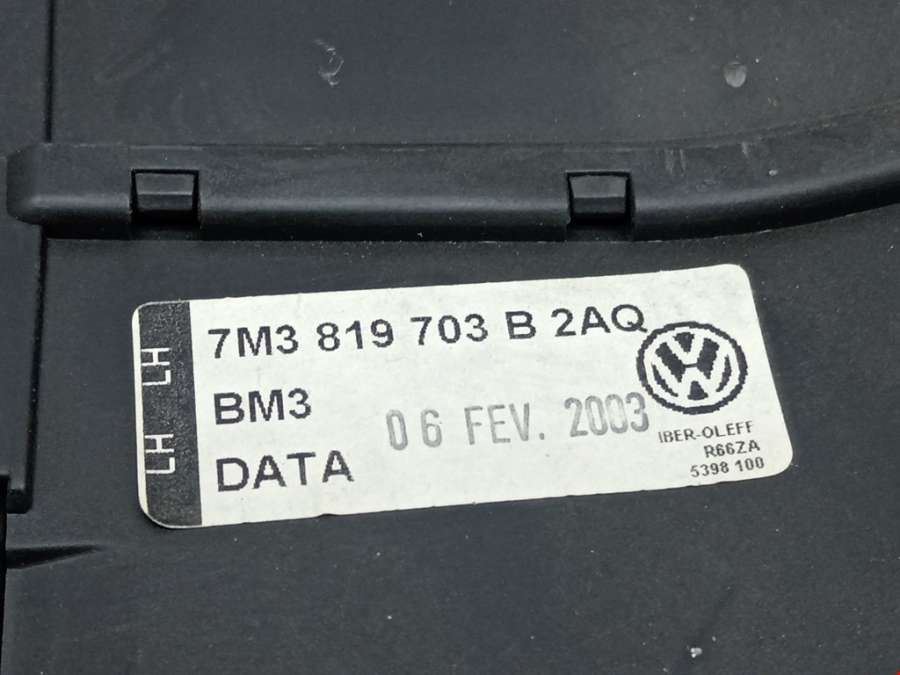 LH LH
7M3 819 703 B 2AQ
BM3
DATA 06 FEV. 2003
IBER-OLEFF
R66ZA
5398 100